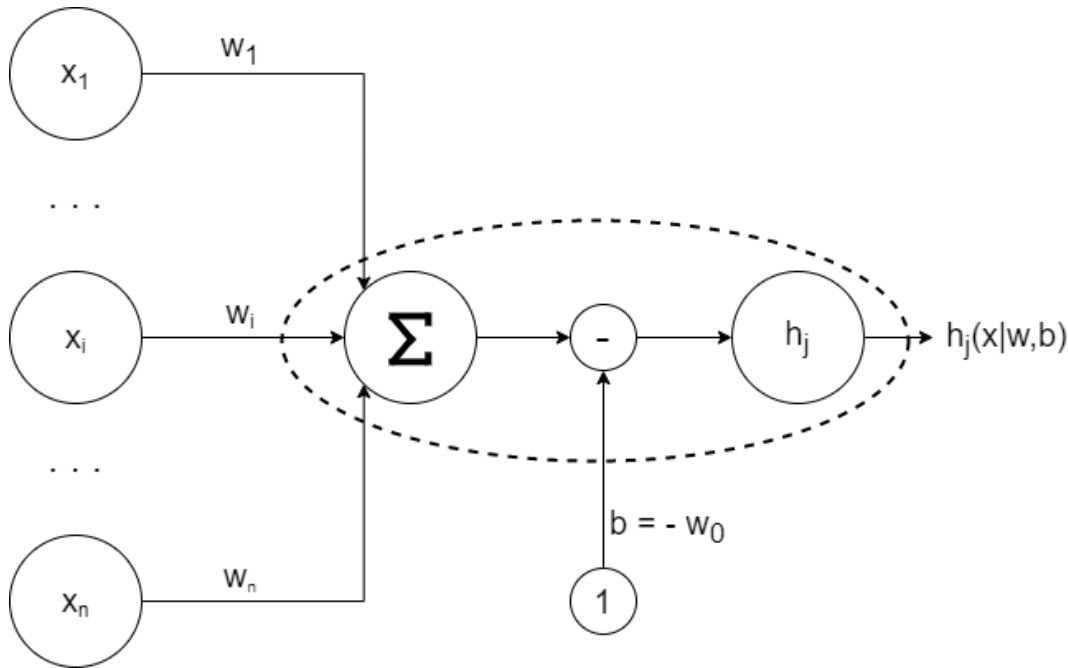 x₁
w₁
. . .
xᵢ
wᵢ
Σ
-
hⱼ
hⱼ(x|w,b)
. . .
b = - w₀
xₙ
wₙ
1